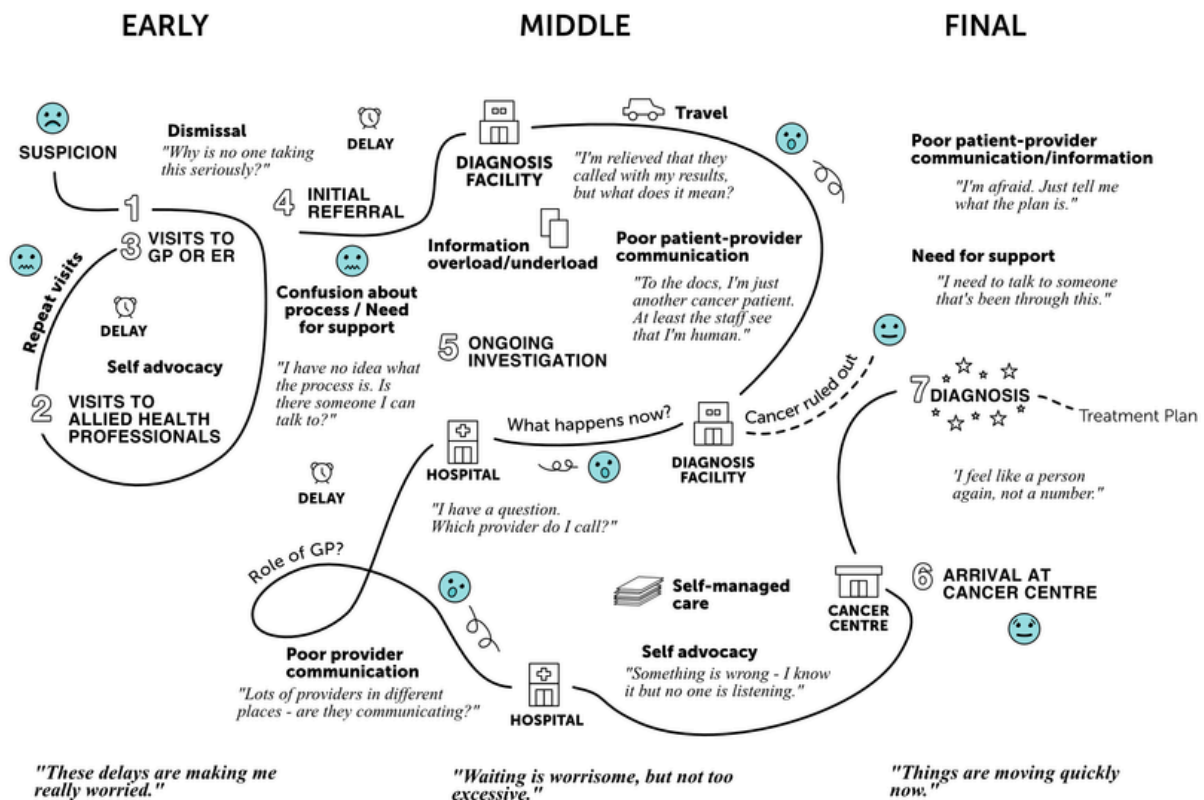 EARLY
MIDDLE
FINAL
SUSPICION
Dismissal
"Why is no one taking
this seriously?"
DELAY
1
3 VISITS TO
GP OR ER
Repeat visits
DELAY
Self advocacy
2 VISITS TO
ALLIED HEALTH
PROFESSIONALS
4 INITIAL
REFERRAL
Confusion about
process / Need
for support
"I have no idea what
the process is. Is
there someone I can
talk to?"
DIAGNOSIS
FACILITY
Travel
"I'm relieved that they
called with my results,
but what does it mean?
Information
overload/underload
Poor patient-provider
communication
"To the docs, I'm just
another cancer patient.
At least the staff see
that I'm human."
5 ONGOING
INVESTIGATION
What happens now?
DIAGNOSIS
FACILITY
Cancer ruled out
HOSPITAL
"I have a question.
Which provider do I call?"
DELAY
Role of GP?
Poor provider
communication
"Lots of providers in different
places - are they communicating?"
HOSPITAL
Self-managed
care
Self advocacy
"Something is wrong - I know
it but no one is listening."
CANCER
CENTRE
6 ARRIVAL AT
CANCER CENTRE
Poor patient-provider
communication/information
"I'm afraid. Just tell me
what the plan is."
Need for support
"I need to talk to someone
that's been through this."
7 DIAGNOSIS
Treatment Plan
'I feel like a person
again, not a number."
"These delays are making me
really worried."
"Waiting is worrisome, but not too
excessive."
"Things are moving quickly
now."